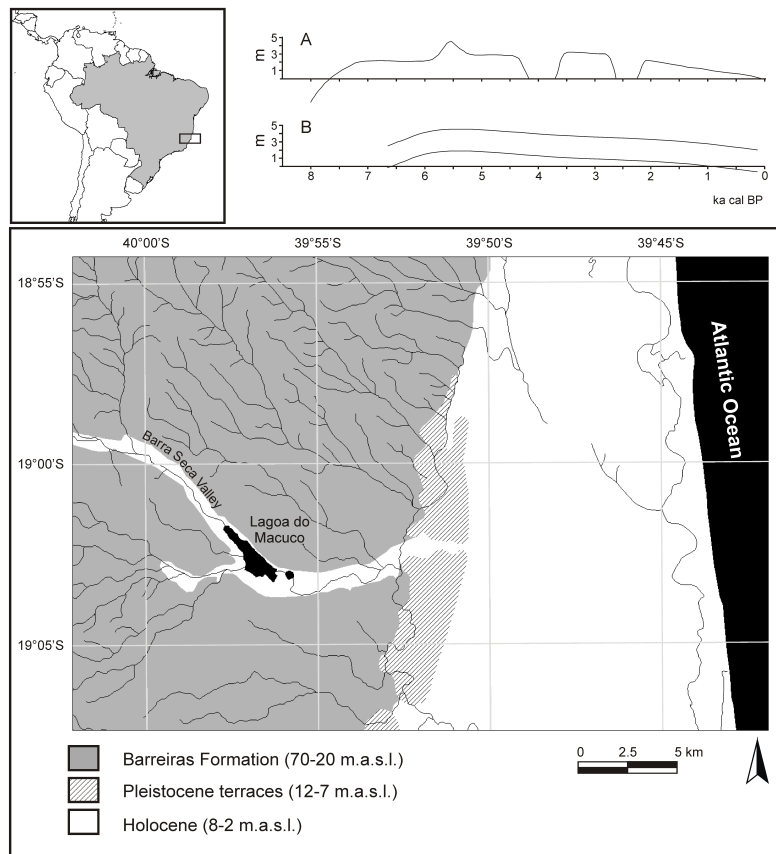 A
m
5
3
1
B
m
5
3
1
8 7 6 5 4 3 2 1 0
ka cal BP
40°00'S 39°55'S 39°50'S 39°45'S
18°55'S
19°00'S
19°05'S
Barra Seca Valley
Lagoa do
Macuco
Atlantic Ocean
Barreiras Formation (70-20 m.a.s.l.)
Pleistocene terraces (12-7 m.a.s.l.)
Holocene (8-2 m.a.s.l.)
0 2.5 5 km